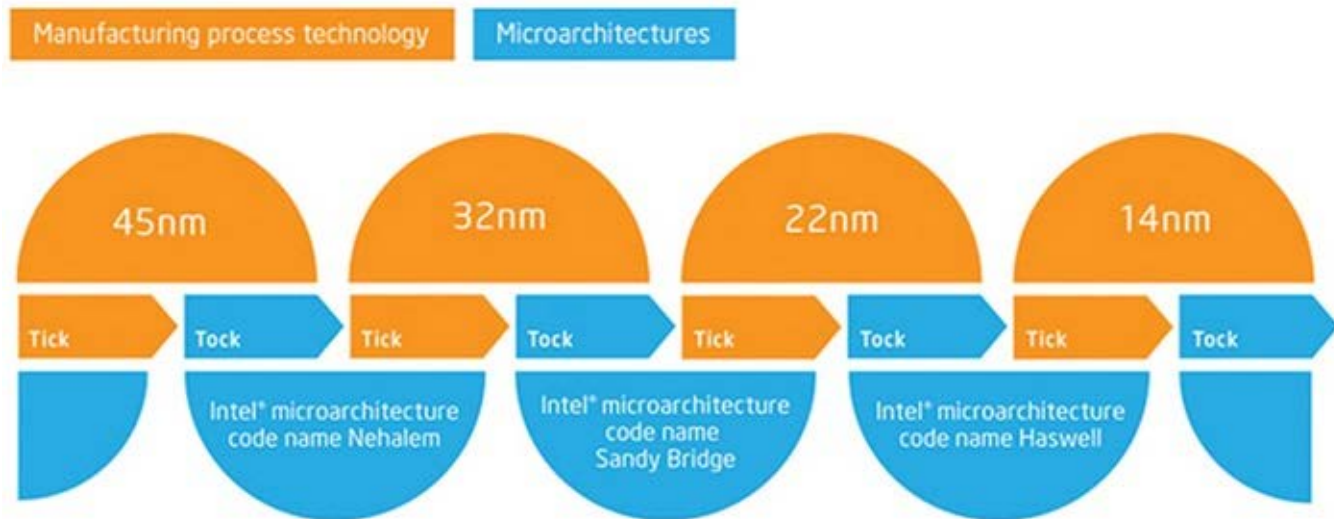 Manufacturing process technology
Microarchitectures
45nm
32nm
22nm
14nm
Tick
Tock
Tick
Tock
Tick
Tock
Tick
Tock
Intel® microarchitecture
code name Nehalem
Intel® microarchitecture
code name
Sandy Bridge
Intel® microarchitecture
code name Haswell